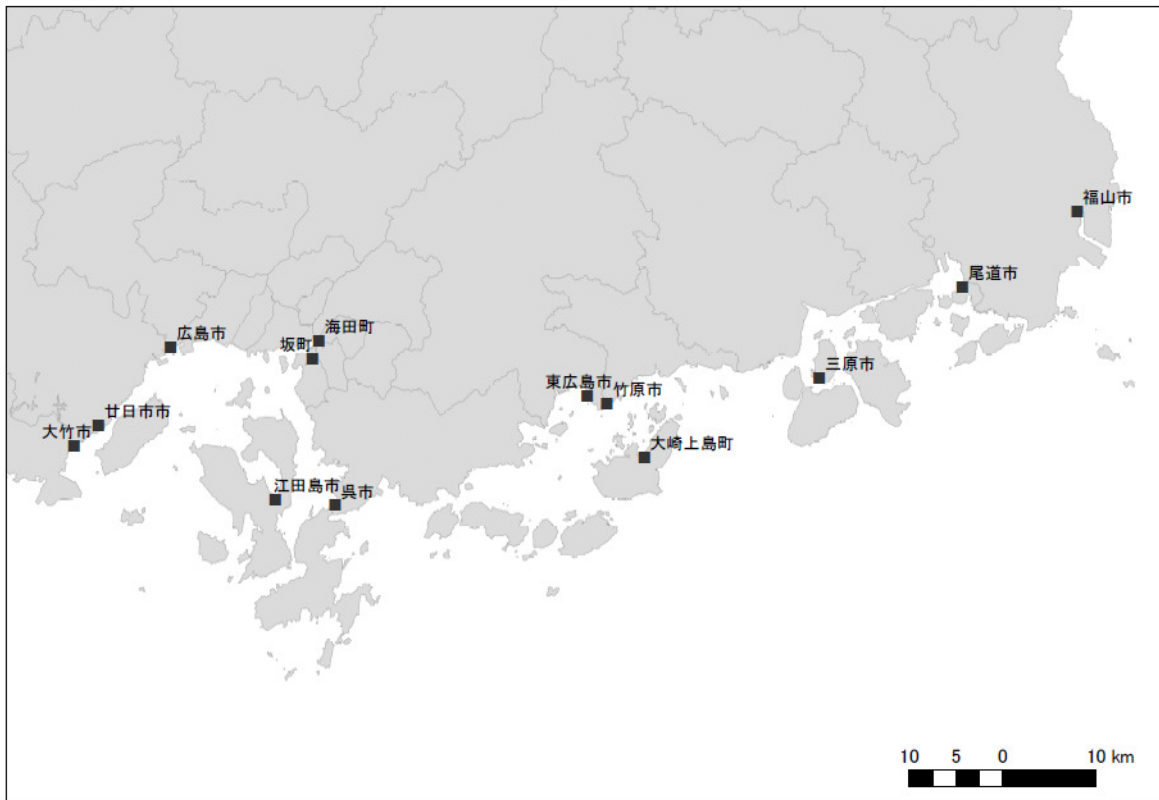 福山市
尾道市
海田町
広島市
坂町
三原市
東広島市
竹原市
廿日市市
大竹市
大崎上島町
江田島市
呉市
10 5 0 10 km